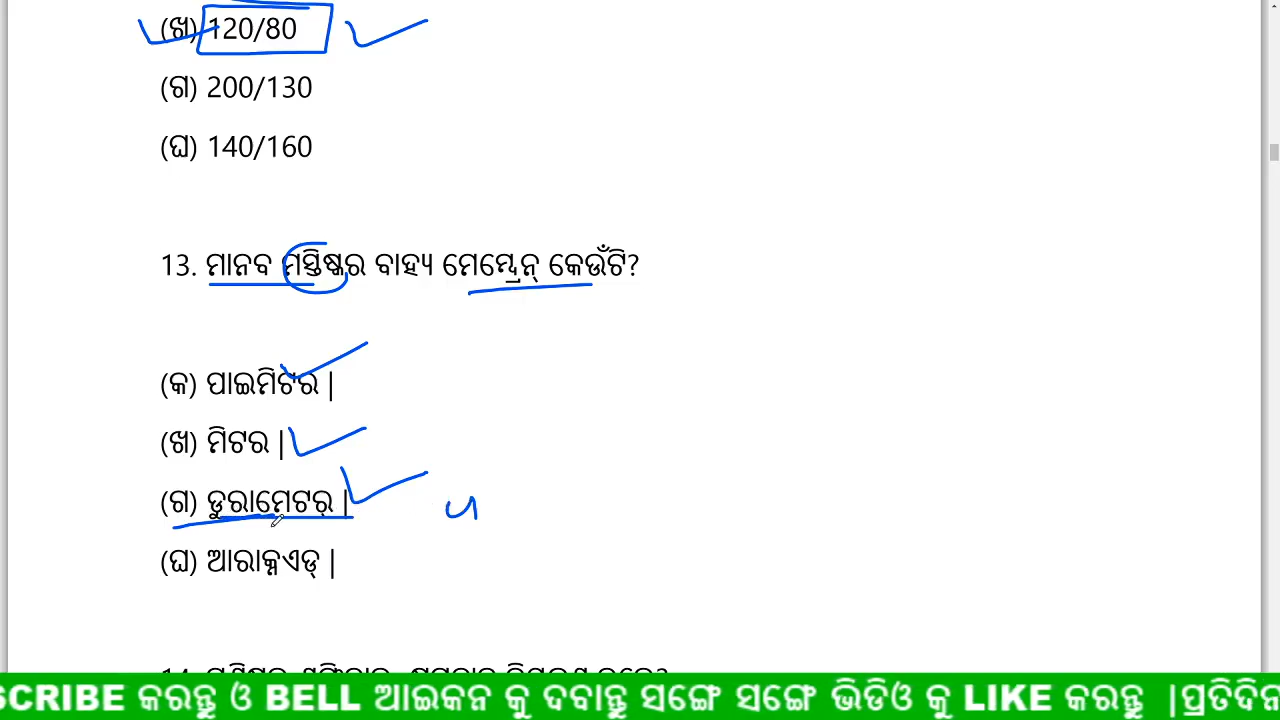 (ଖ) 120/80
(ଗ) 200/130
(ଘ) 140/160
13. ମାନବ ମସ୍ତିଷ୍କର ବାହ୍ୟ ମେମ୍ବ୍ରେନ୍ କେଉଁଟି?
(କ) ପାଇମିଟର |
(ଖ) ମିଟର |
(ଗ) ଡୁରାମେଟର୍ |
(ଘ) ଆରାକ୍ନଏଡ୍ |
SCRIBE କରନ୍ତୁ ଓ BELL ଆଇକନ କୁ ଦବାନ୍ତୁ ସଙ୍ଗେ ସଙ୍ଗେ ଭିଡିଓ କୁ LIKE କରନ୍ତୁ |ପ୍ରତିଦିନ